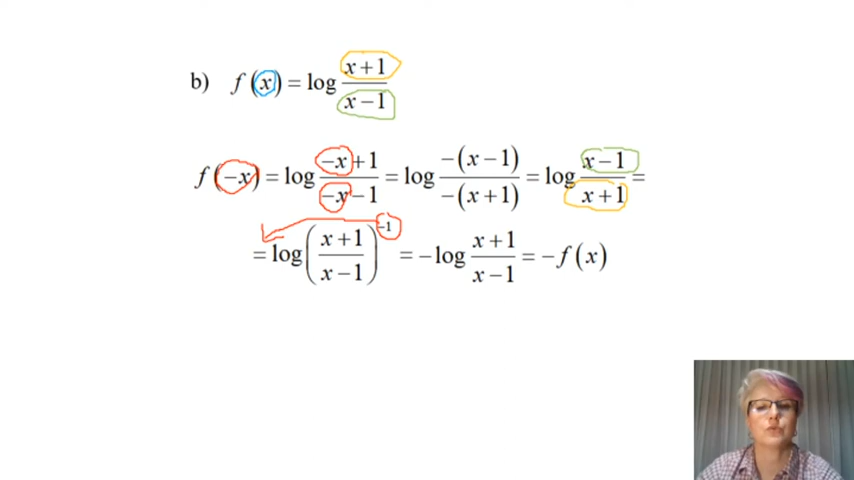 b) f(x) = log (x+1)/(x−1)
f(−x) = log (−x+1)/(−x−1) = log (−(x−1))/(−(x+1)) = log (x−1)/(x+1) =
= log((x+1)/(x−1))^−1 = −log (x+1)/(x−1) = −f(x)